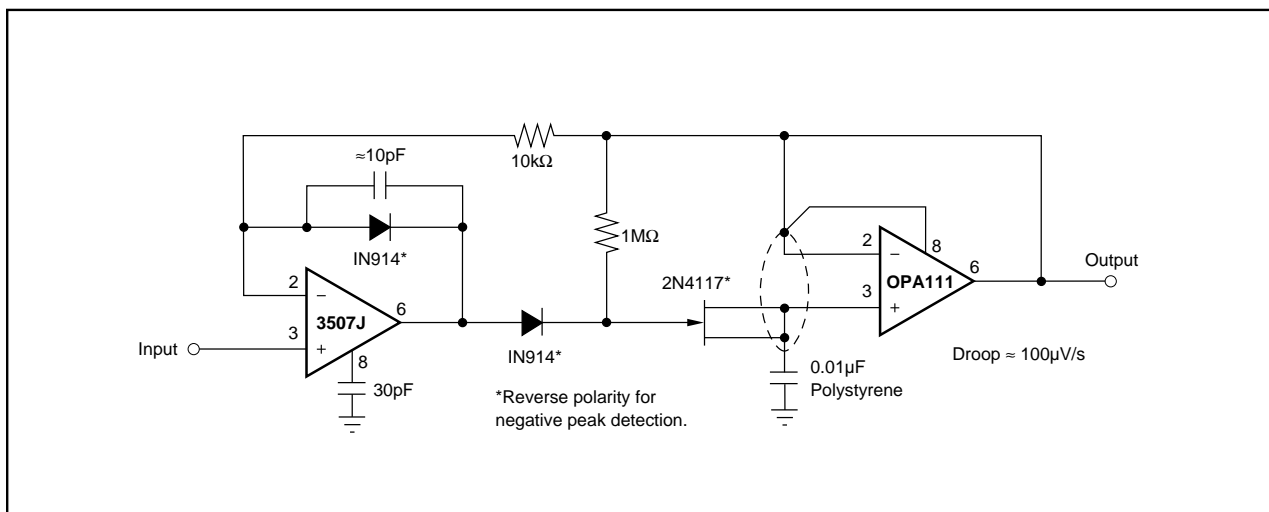 10kΩ
≈10pF
IN914*
1MΩ
2
3507J
6
3
8
−
+
Input
30pF
IN914*
2N4117*
*Reverse polarity for
negative peak detection.
2
8
−
OPA111
6
3
+
Output
0.01µF
Polystyrene
Droop ≈ 100µV/s